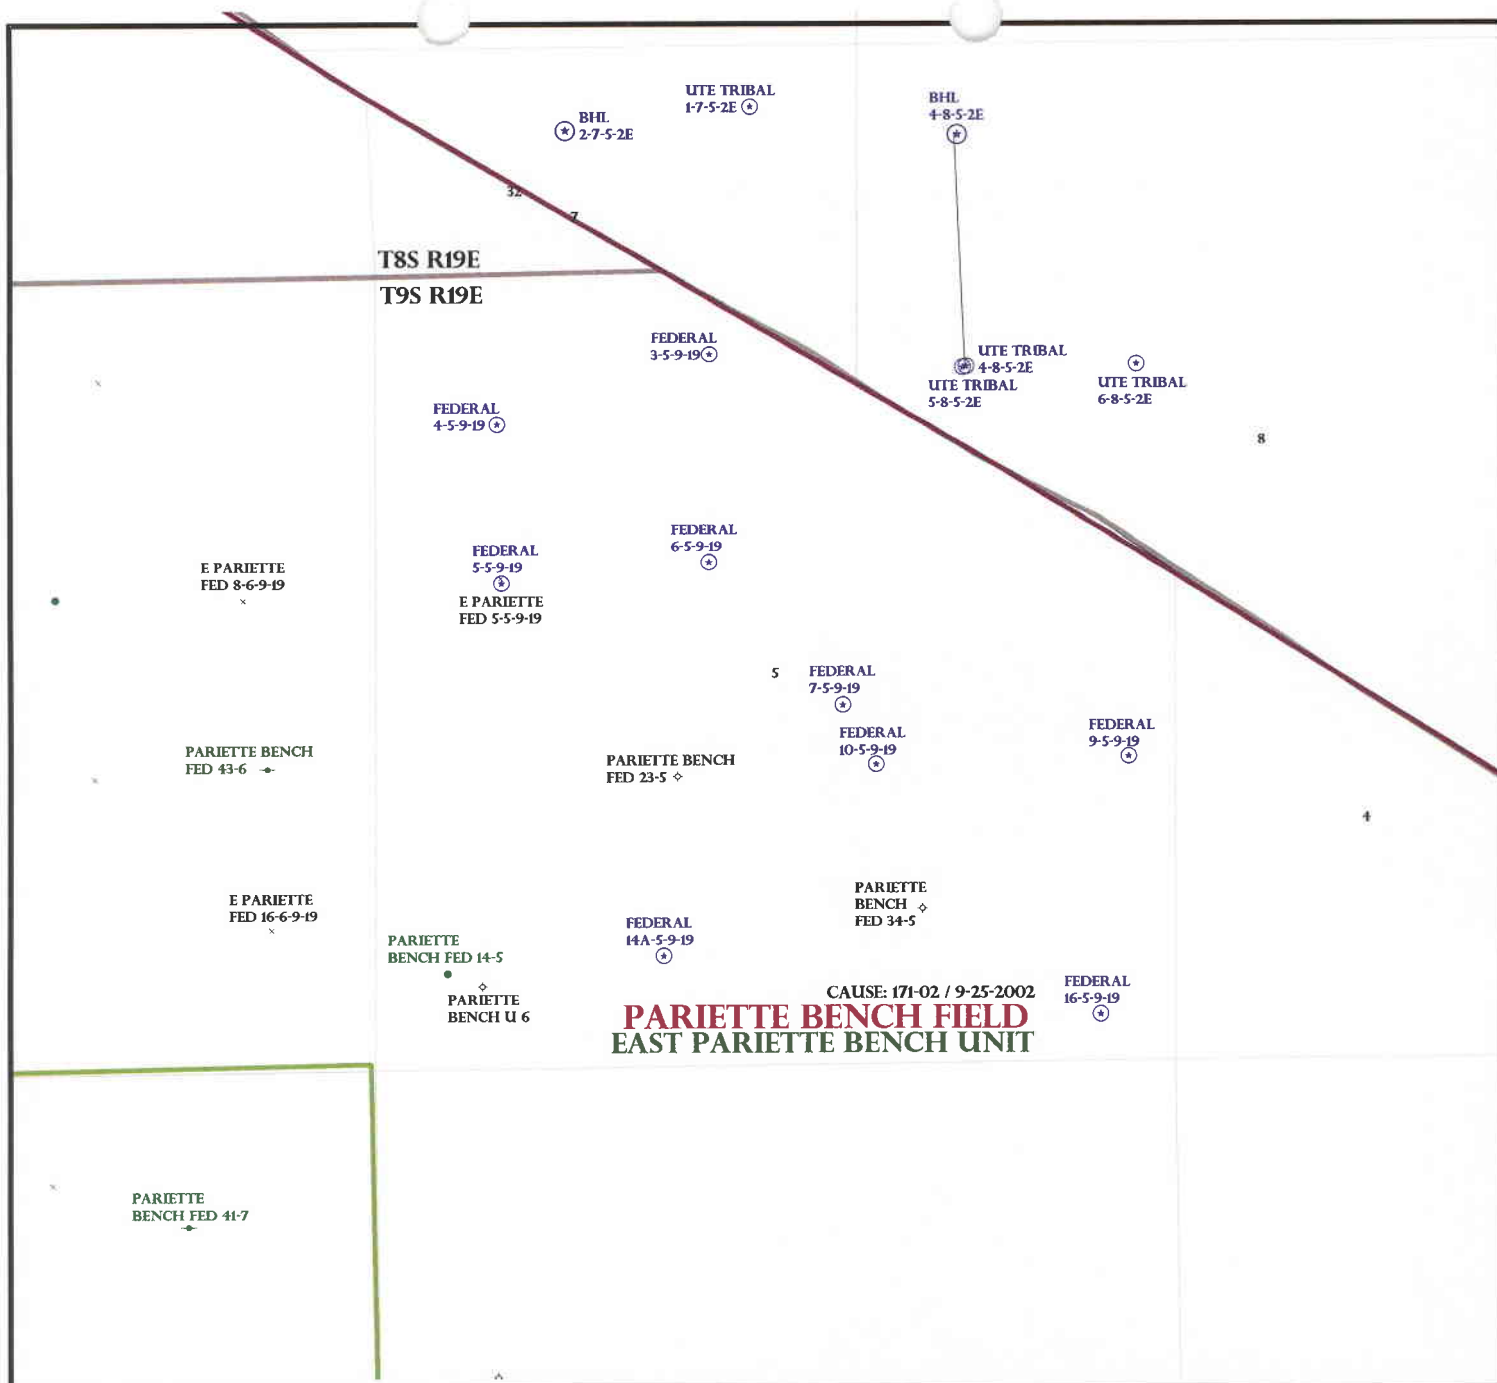 UTE TRIBAL
1-7-5-2E
BHL
2-7-5-2E
BHL
4-8-5-2E
32
7
T8S R19E
T9S R19E
FEDERAL
3-5-9-19
UTE TRIBAL
4-8-5-2E
UTE TRIBAL
5-8-5-2E
UTE TRIBAL
6-8-5-2E
FEDERAL
4-5-9-19
8
FEDERAL
6-5-9-19
FEDERAL
5-5-9-19
E PARIETTE
FED 8-6-9-19
E PARIETTE
FED 5-5-9-19
5
FEDERAL
7-5-9-19
FEDERAL
10-5-9-19
FEDERAL
9-5-9-19
PARIETTE BENCH
FED 43-6
PARIETTE BENCH
FED 23-5
4
PARIETTE
BENCH
FED 34-5
E PARIETTE
FED 16-6-9-19
FEDERAL
14A-5-9-19
PARIETTE
BENCH FED 14-5
PARIETTE
BENCH U 6
FEDERAL
16-5-9-19
CAUSE: 171-02 / 9-25-2002
PARIETTE BENCH FIELD
EAST PARIETTE BENCH UNIT
PARIETTE
BENCH FED 41-7